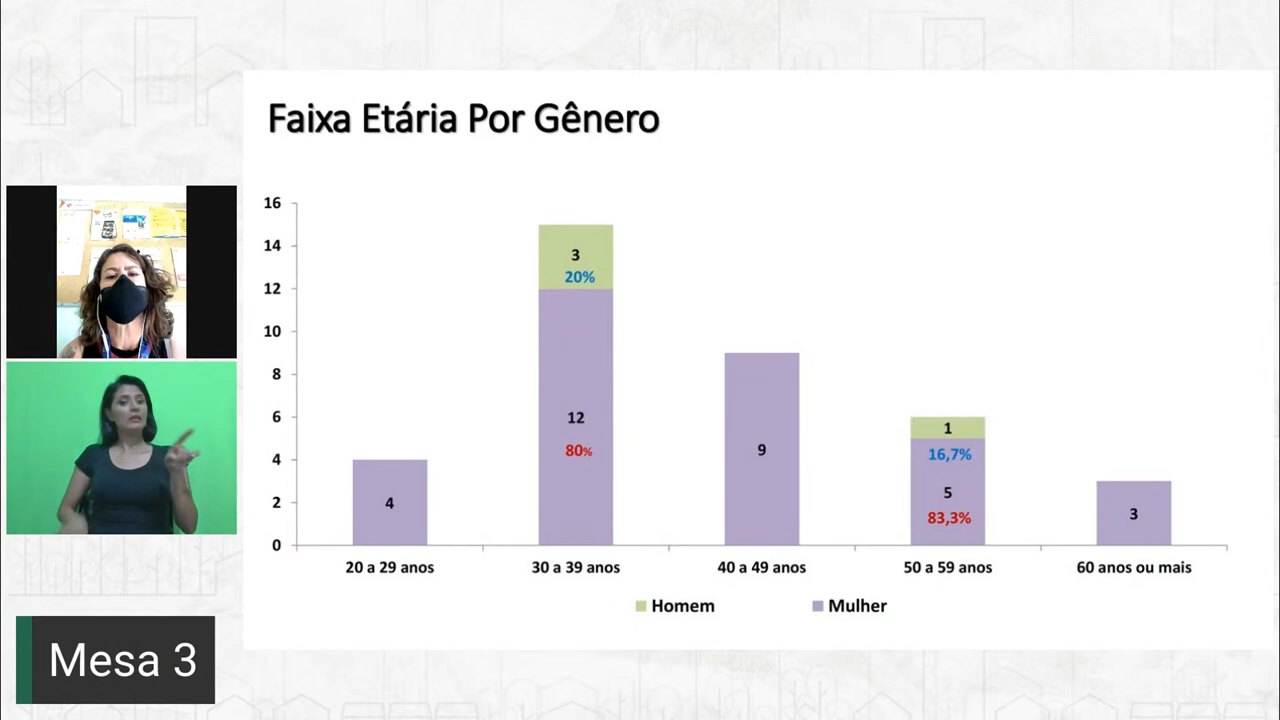 Faixa Etária Por Gênero
16
14
12
10
8
6
4
2
0
3
20%
12
80%
4
9
1
16,7%
5
83,3%
3
20 a 29 anos
30 a 39 anos
40 a 49 anos
50 a 59 anos
60 anos ou mais
Homem
Mulher
Mesa 3